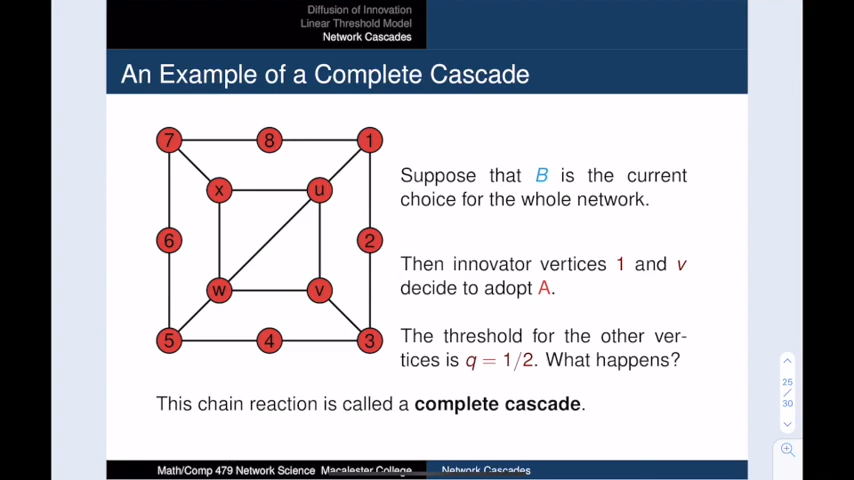 Diffusion of Innovation
Linear Threshold Model
Network Cascades
An Example of a Complete Cascade
7 8 1
x u
6 2
w v
5 4 3
Suppose that B is the current
choice for the whole network.
Then innovator vertices 1 and v
decide to adopt A.
The threshold for the other ver-
tices is q = 1/2. What happens?
This chain reaction is called a complete cascade.
25
/
30
Math/Comp 479 Network Science Macalester College Network Cascades